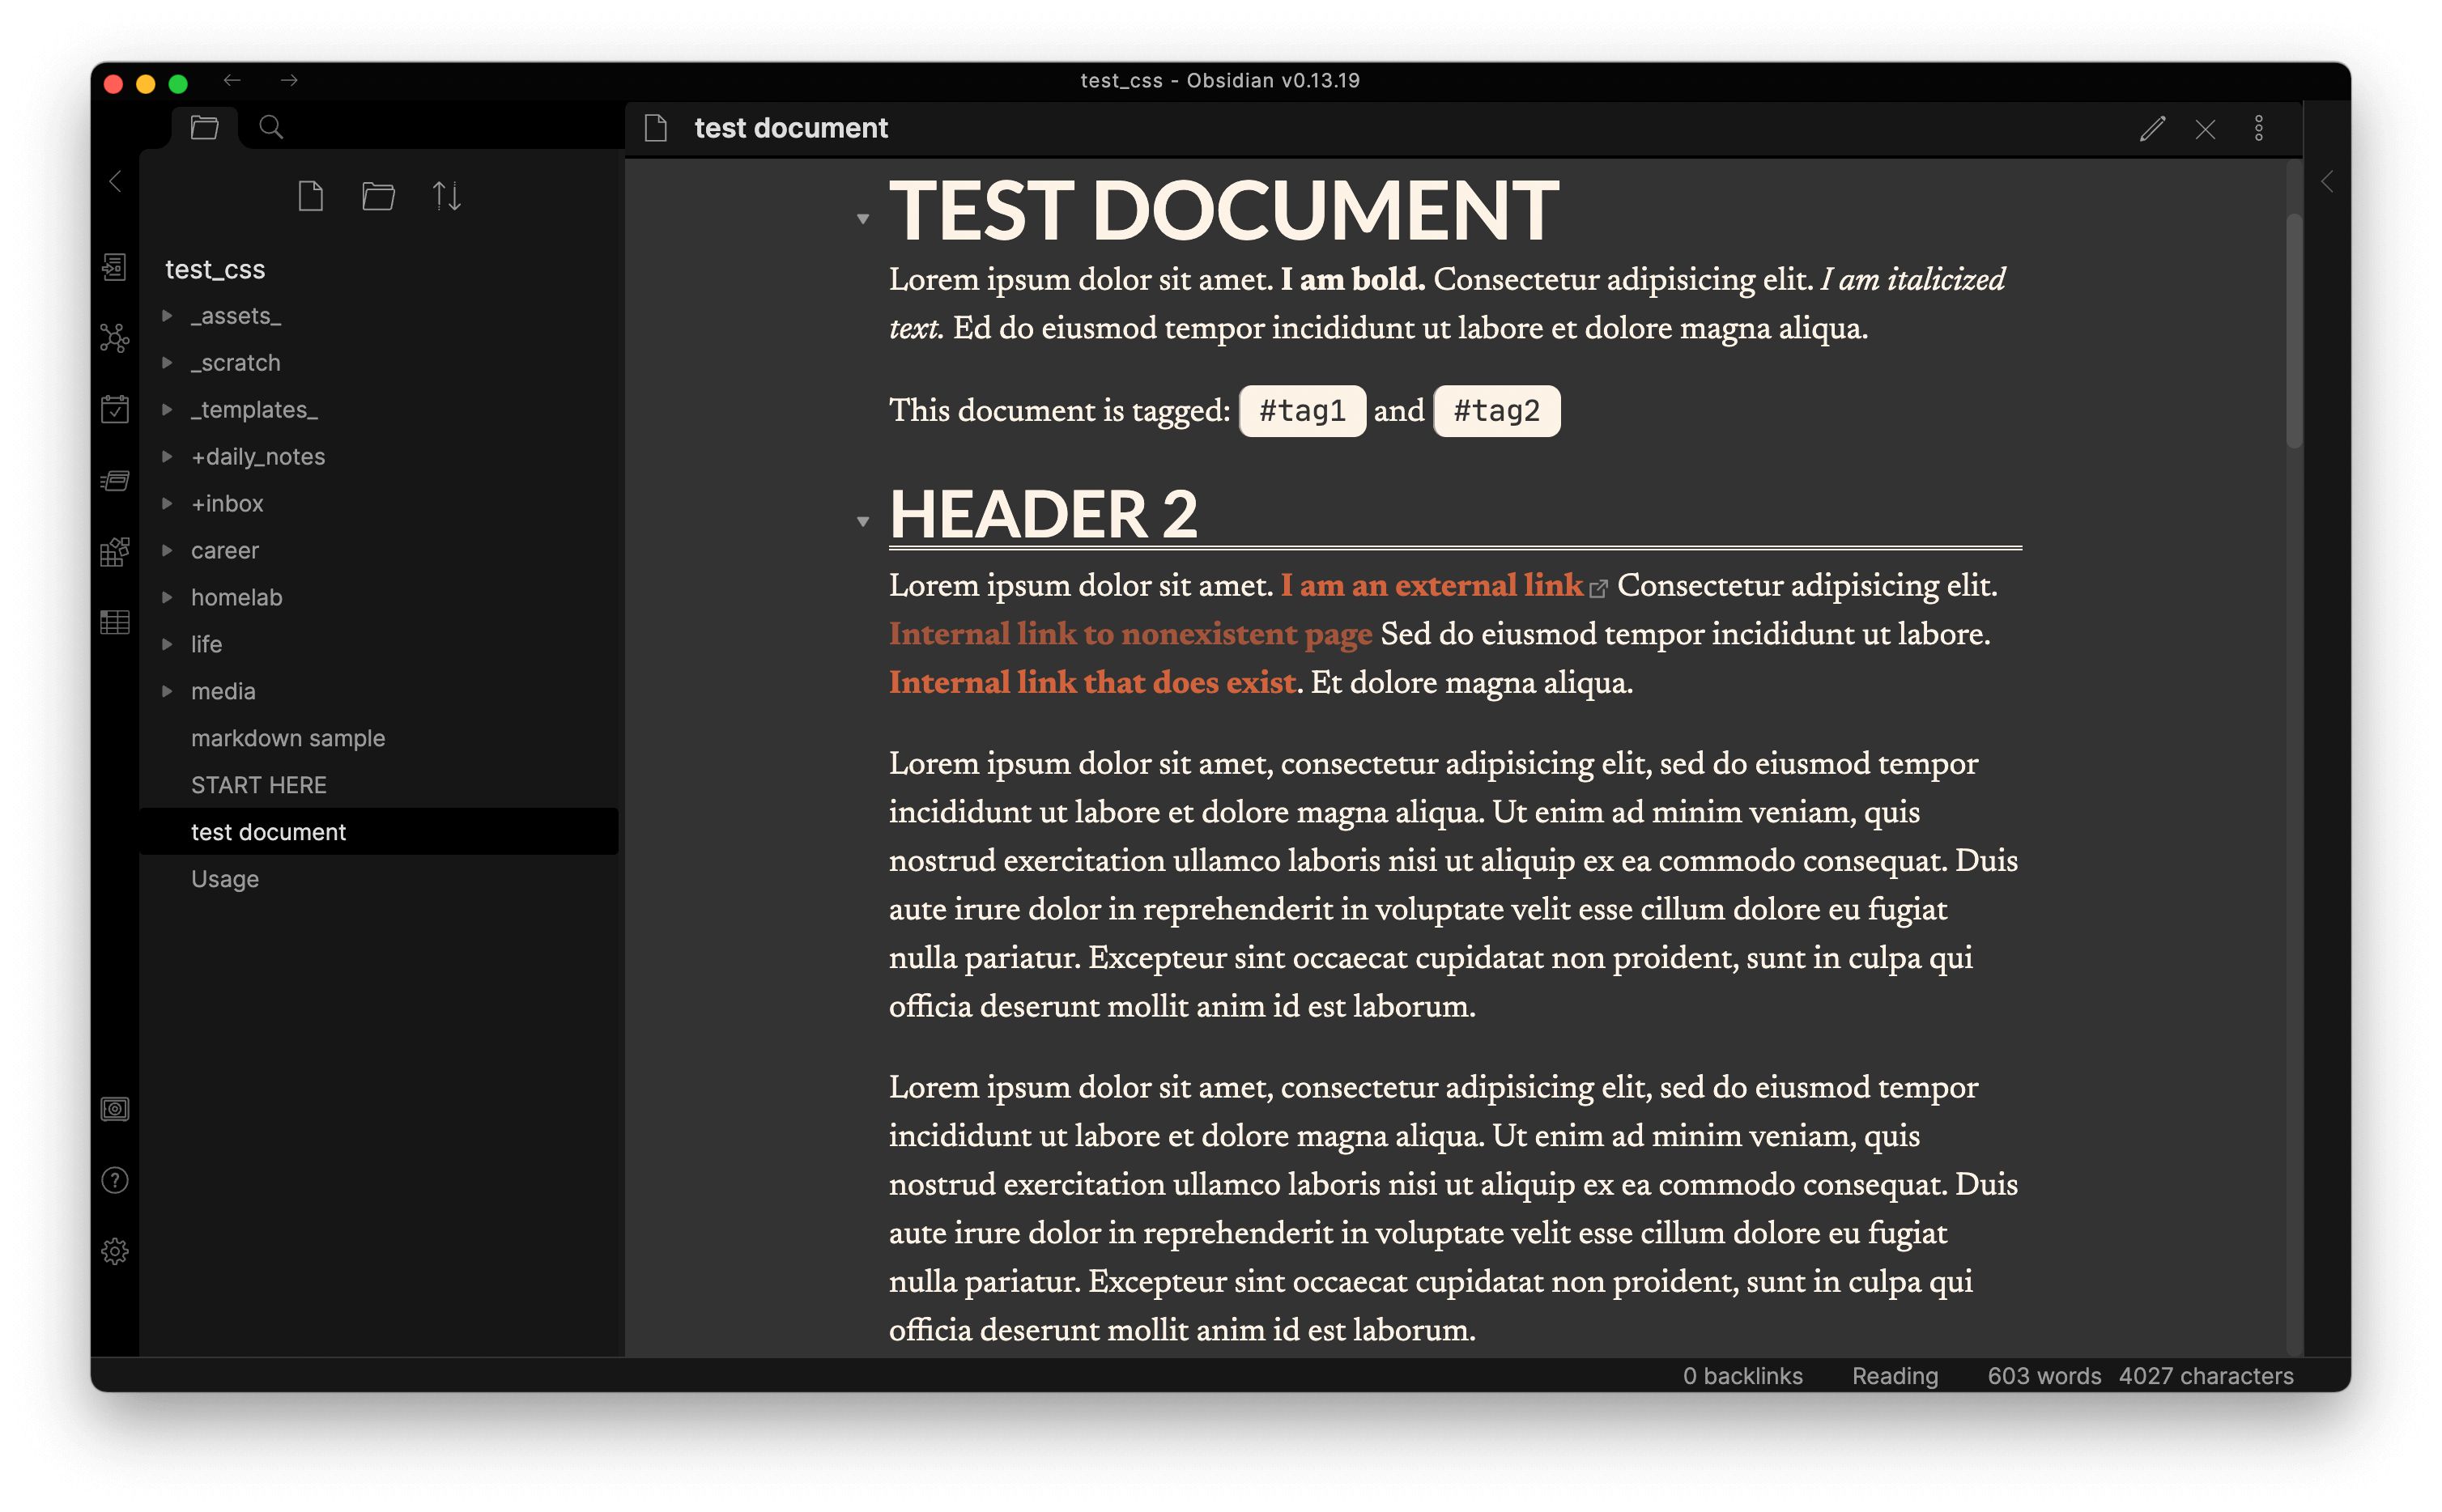 test_css - Obsidian v0.13.19
test document
test_css
_assets_
_scratch
_templates_
+daily_notes
+inbox
career
homelab
life
media
markdown sample
START HERE
test document
Usage
TEST DOCUMENT
Lorem ipsum dolor sit amet. I am bold. Consectetur adipisicing elit. I am italicized
text. Ed do eiusmod tempor incididunt ut labore et dolore magna aliqua.
This document is tagged: #tag1 and #tag2
HEADER 2
Lorem ipsum dolor sit amet. I am an external link Consectetur adipisicing elit.
Internal link to nonexistent page Sed do eiusmod tempor incididunt ut labore.
Internal link that does exist. Et dolore magna aliqua.
Lorem ipsum dolor sit amet, consectetur adipisicing elit, sed do eiusmod tempor
incididunt ut labore et dolore magna aliqua. Ut enim ad minim veniam, quis
nostrud exercitation ullamco laboris nisi ut aliquip ex ea commodo consequat. Duis
aute irure dolor in reprehenderit in voluptate velit esse cillum dolore eu fugiat
nulla pariatur. Excepteur sint occaecat cupidatat non proident, sunt in culpa qui
officia deserunt mollit anim id est laborum.
Lorem ipsum dolor sit amet, consectetur adipisicing elit, sed do eiusmod tempor
incididunt ut labore et dolore magna aliqua. Ut enim ad minim veniam, quis
nostrud exercitation ullamco laboris nisi ut aliquip ex ea commodo consequat. Duis
aute irure dolor in reprehenderit in voluptate velit esse cillum dolore eu fugiat
nulla pariatur. Excepteur sint occaecat cupidatat non proident, sunt in culpa qui
officia deserunt mollit anim id est laborum.
0 backlinks Reading 603 words 4027 characters